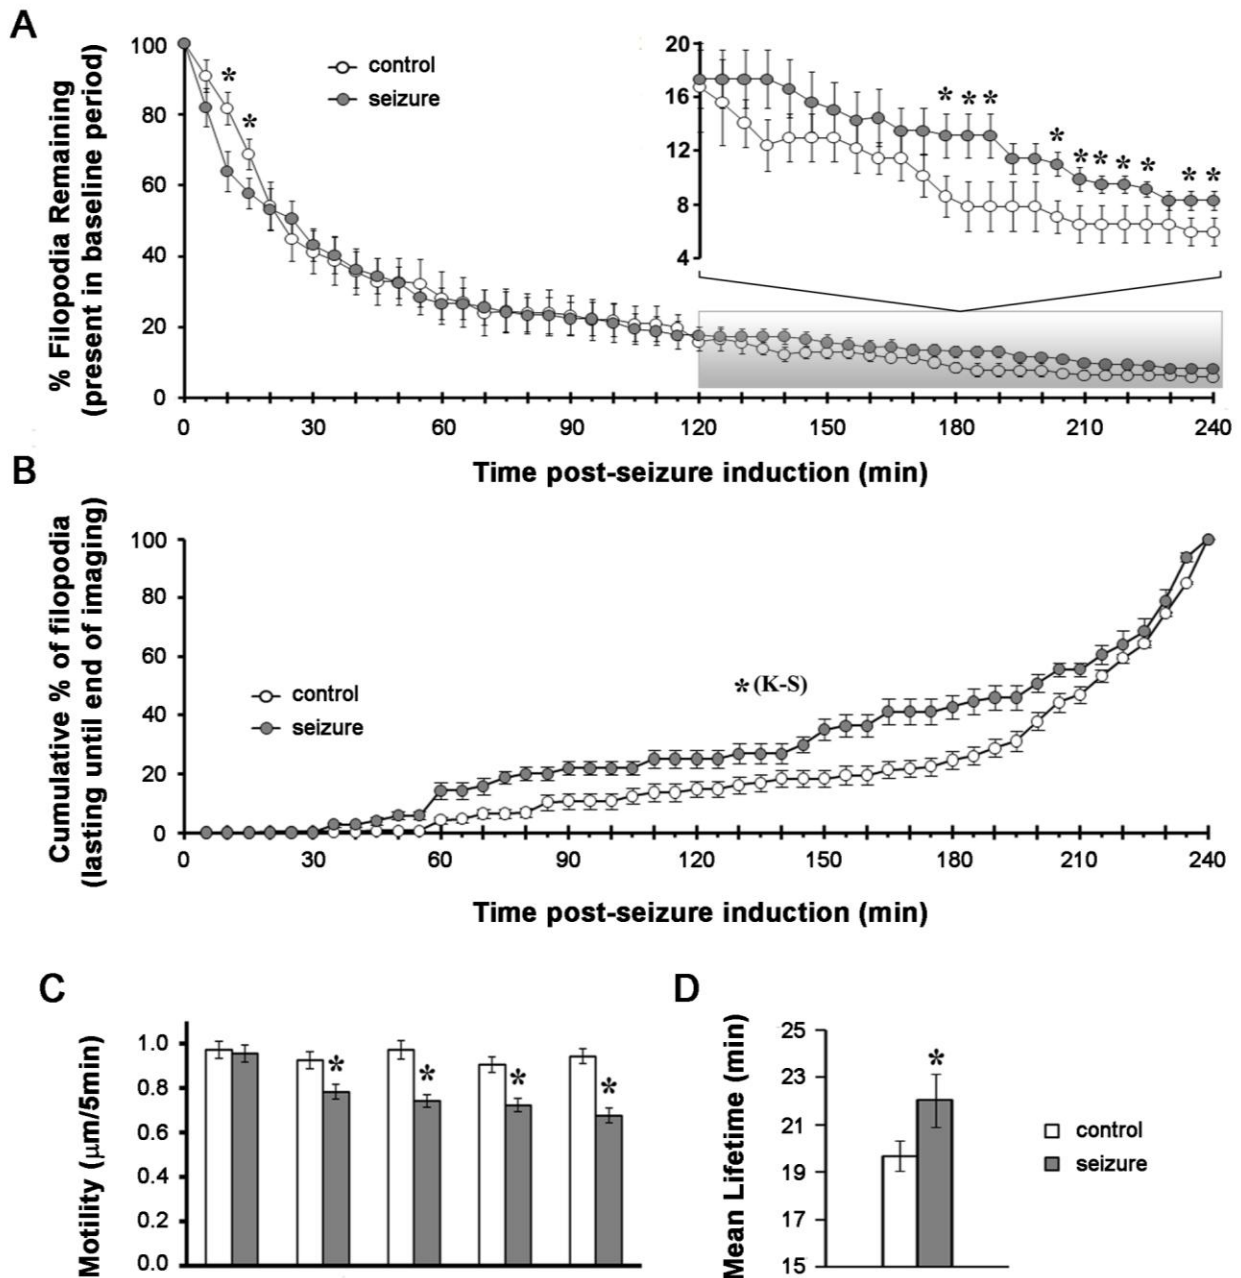 A
% Filopodia Remaining
(present in baseline period)
100
80
60
40
20
0
control
seizure
*
*
20
16
12
8
4
* * *
*
* * * *
* *
0 30 60 90 120 150 180 210 240
Time post-seizure induction (min)
B
Cumulative % of filopodia
(lasting until end of imaging)
100
80
60
40
20
0
control
seizure
* (K-S)
0 30 60 90 120 150 180 210 240
Time post-seizure induction (min)
C
Motility (μm/5min)
1.0
0.8
0.6
0.4
0.2
0.0
* * * *
D
Mean Lifetime (min)
25
23
21
19
17
15
*
control
seizure